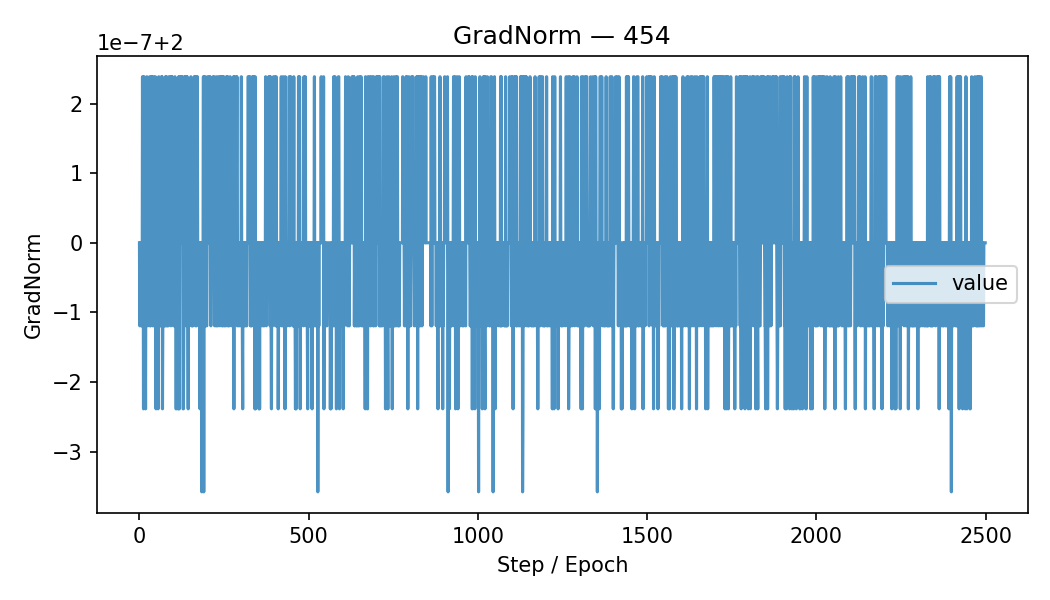 GradNorm — 454
1e−7+2
2
1
0
−1
−2
−3
GradNorm
value
0 500 1000 1500 2000 2500
Step / Epoch